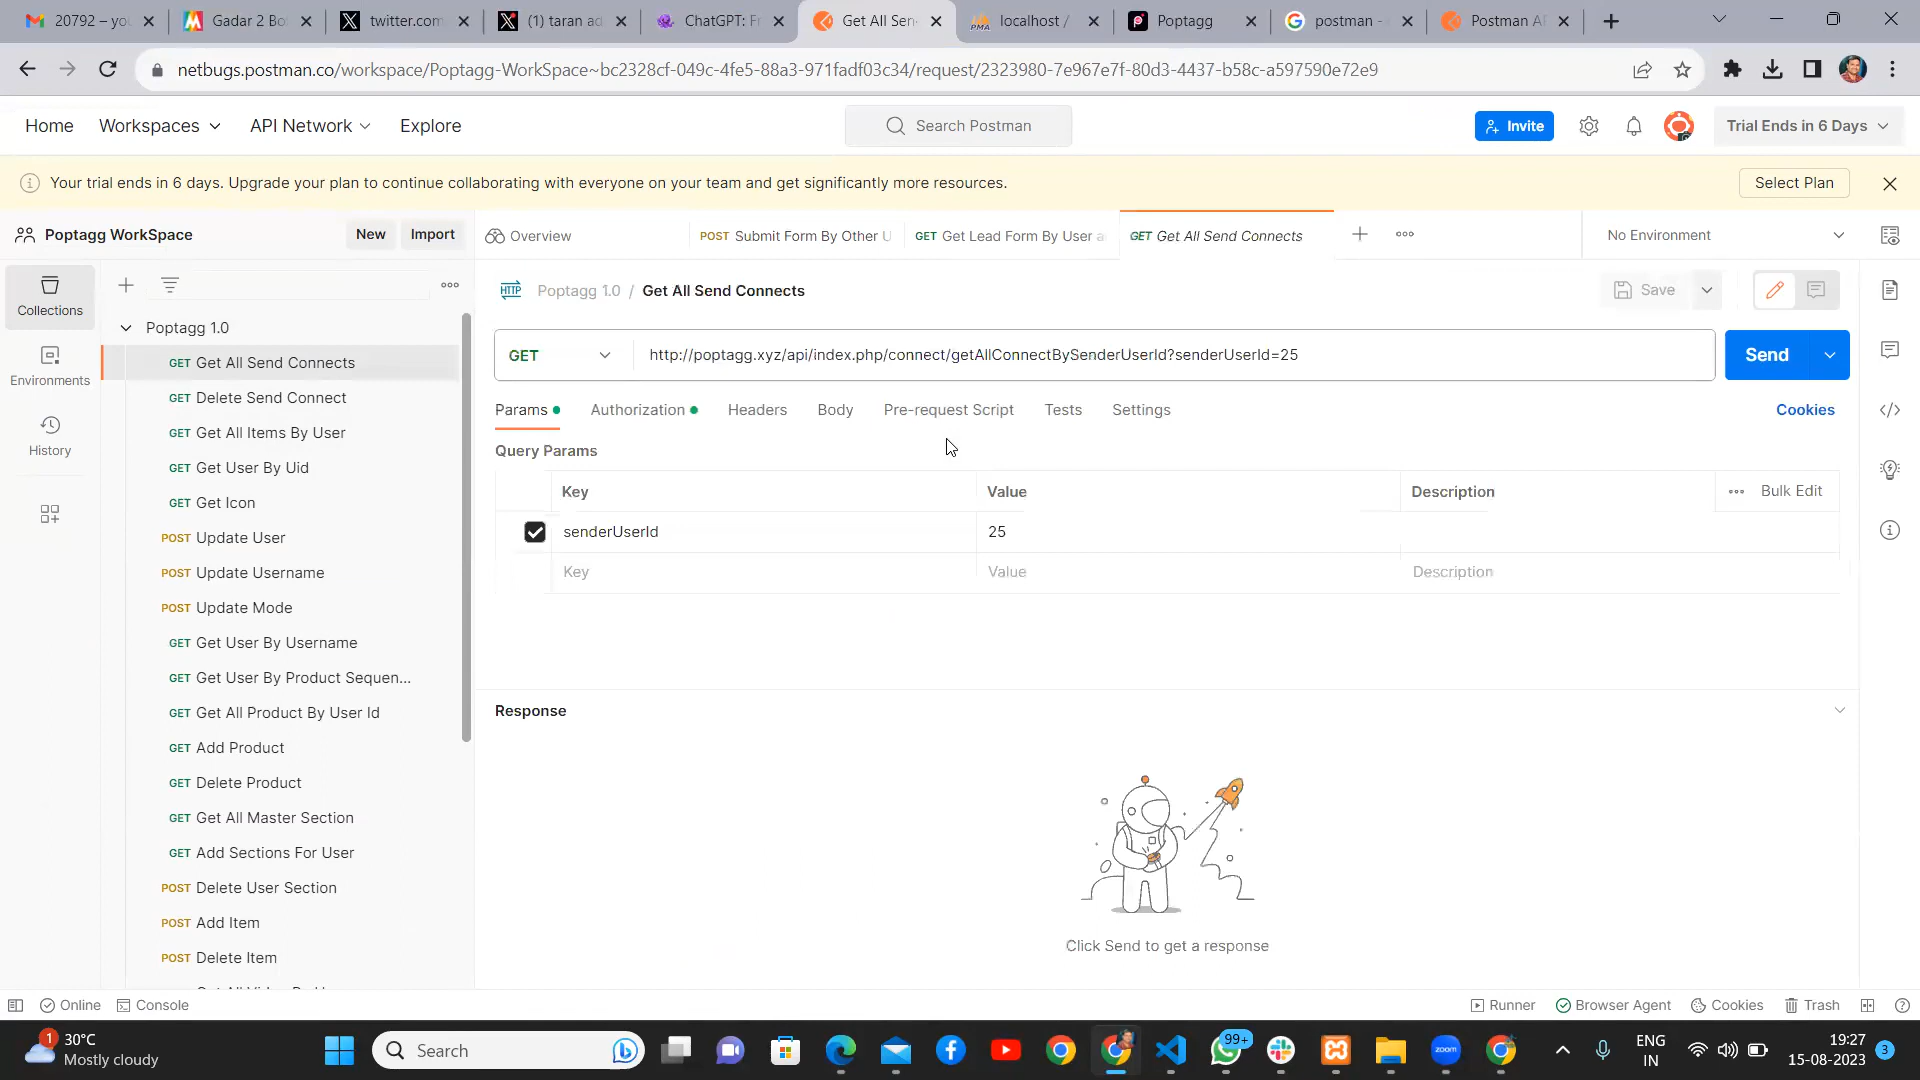 20792 – yo
Gadar 2 Bo
twitter.com
(1) taran ad
ChatGPT: F
Get All Sen
localhost /
Poptagg
postman -
Postman A
netbugs.postman.co/workspace/Poptagg-WorkSpace~bc2328cf-049c-4fe5-88a3-971fadf03c34/request/2323980-7e967e7f-80d3-4437-b58c-a597590e72e9
Home Workspaces API Network Explore Search Postman Invite Trial Ends in 6 Days
Your trial ends in 6 days. Upgrade your plan to continue collaborating with everyone on your team and get significantly more resources. Select Plan
Poptagg WorkSpace New Import Overview POST Submit Form By Other U GET Get Lead Form By User a GET Get All Send Connects No Environment
Collections
Environments
History
Poptagg 1.0
GET Get All Send Connects
GET Delete Send Connect
GET Get All Items By User
GET Get User By Uid
GET Get Icon
POST Update User
POST Update Username
POST Update Mode
GET Get User By Username
GET Get User By Product Sequen...
GET Get All Product By User Id
GET Add Product
GET Delete Product
GET Get All Master Section
GET Add Sections For User
POST Delete User Section
POST Add Item
POST Delete Item
HTTP Poptagg 1.0 / Get All Send Connects Save
GET http://poptagg.xyz/api/index.php/connect/getAllConnectBySenderUserId?senderUserId=25 Send
Params Authorization Headers Body Pre-request Script Tests Settings Cookies
Query Params
Key Value Description Bulk Edit
senderUserId 25
Key Value Description
Response
Click Send to get a response
Online Console Runner Browser Agent Cookies Trash
1 30°C
Mostly cloudy
Search
99+
zoom
ENG
IN
19:27
15-08-2023
3